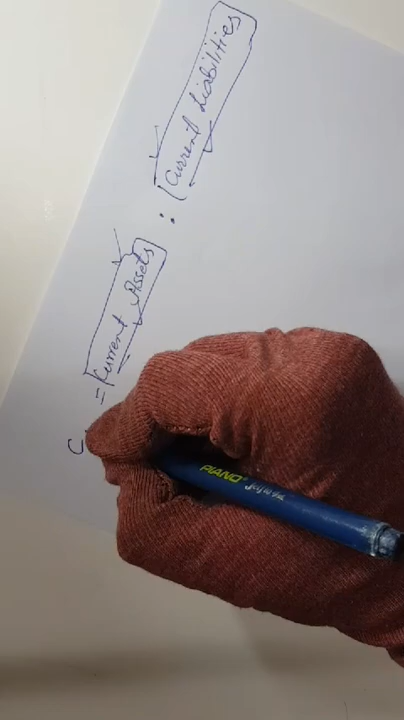 C = Current Assets : Current Liabilities
PIANO